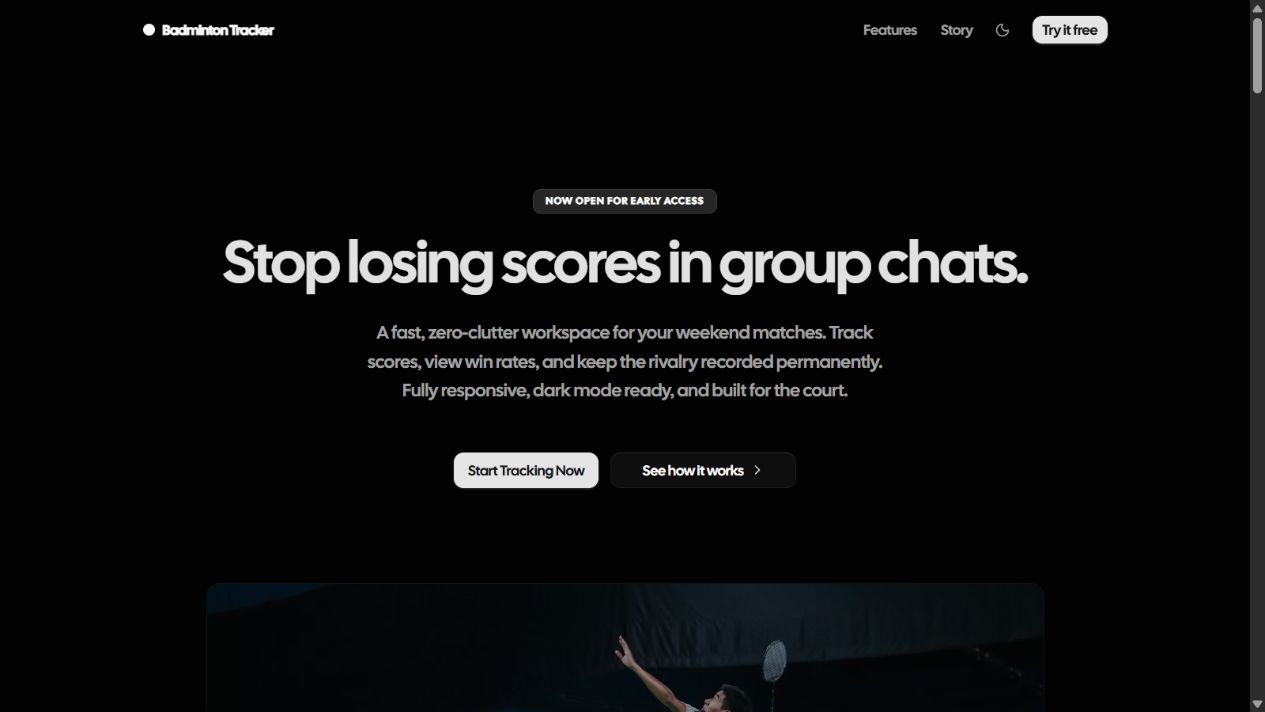 Badminton Tracker
Features
Story
Try it free
NOW OPEN FOR EARLY ACCESS
Stop losing scores in group chats.
A fast, zero-clutter workspace for your weekend matches. Track
scores, view win rates, and keep the rivalry recorded permanently.
Fully responsive, dark mode ready, and built for the court.
Start Tracking Now
See how it works